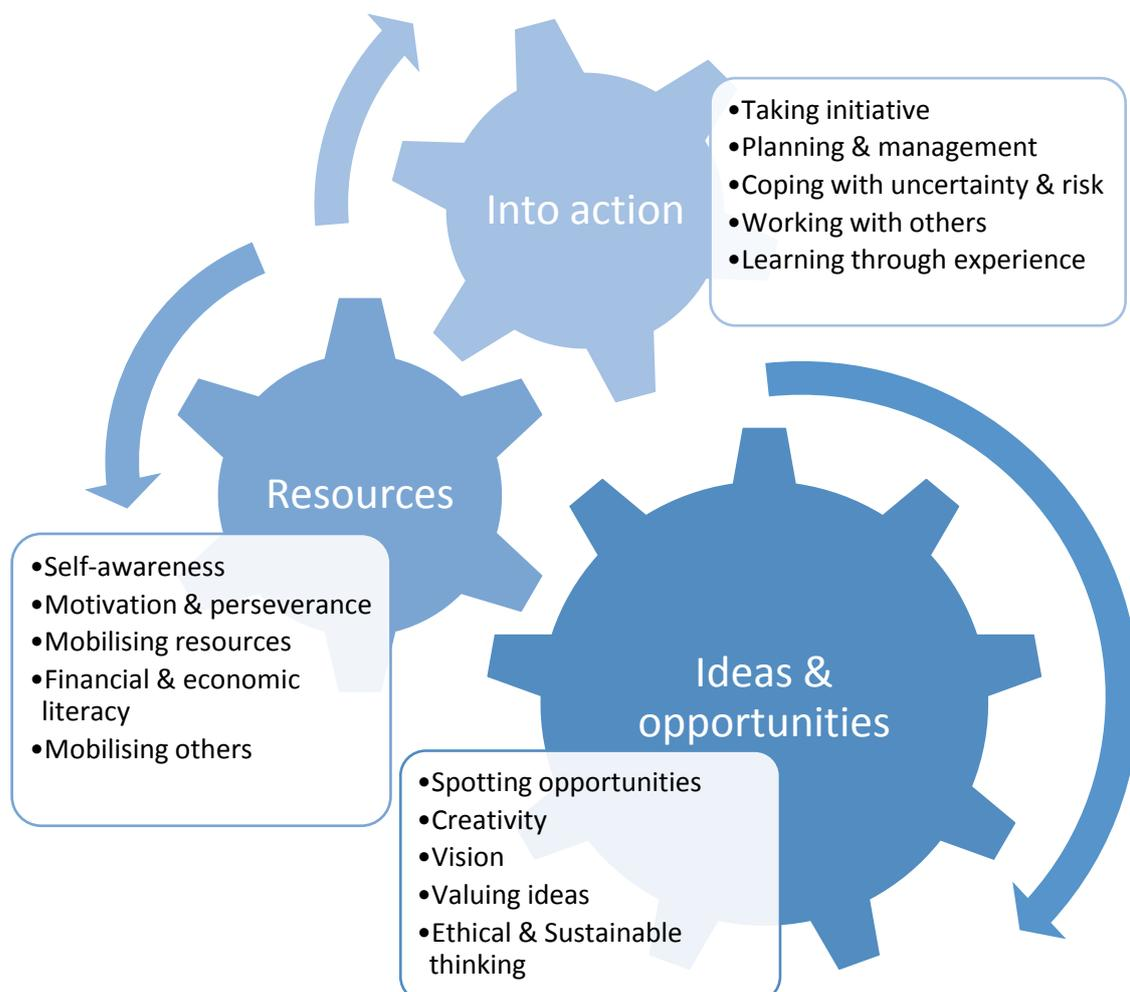 Into action
•Taking initiative
•Planning & management
•Coping with uncertainty & risk
•Working with others
•Learning through experience
Resources
•Self-awareness
•Motivation & perseverance
•Mobilising resources
•Financial & economic
literacy
•Mobilising others
Ideas &
opportunities
•Spotting opportunities
•Creativity
•Vision
•Valuing ideas
•Ethical & Sustainable
thinking